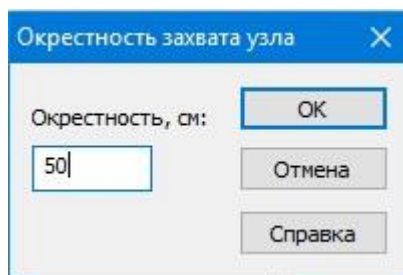 Окрестность захвата узла
Окрестность, см:
50
OK
Отмена
Справка